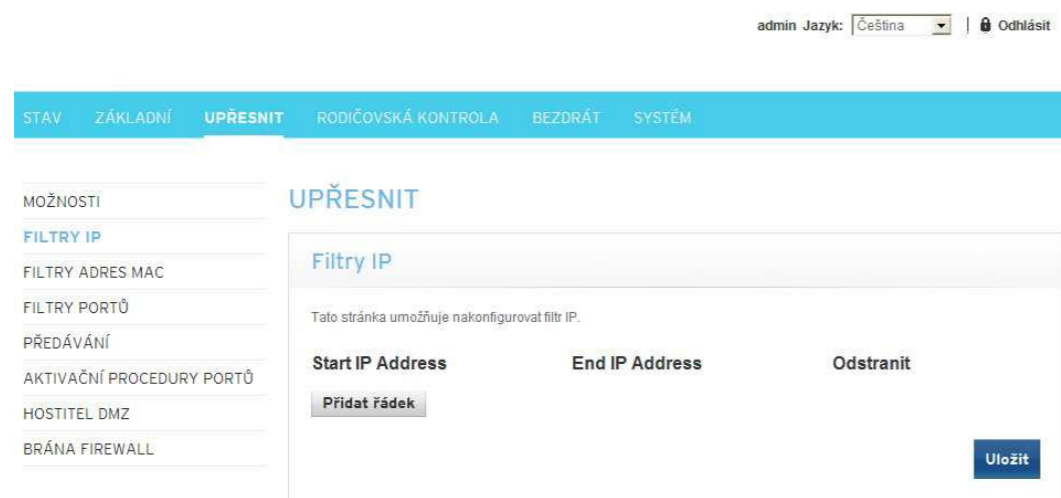 admin Jazyk: Čeština | Odhlásit
STAV ZÁKLADNÍ UPŘESNIT RODIČOVSKÁ KONTROLA BEZDRÁT SYSTÉM
MOŽNOSTI
FILTRY IP
FILTRY ADRES MAC
FILTRY PORTŮ
PŘEDÁVÁNÍ
AKTIVAČNÍ PROCEDURY PORTŮ
HOSTITEL DMZ
BRÁNA FIREWALL
UPŘESNIT
Filtry IP
Tato stránka umožňuje nakonfigurovat filtr IP.
Start IP Address End IP Address Odstranit
Přidat řádek
Uložit